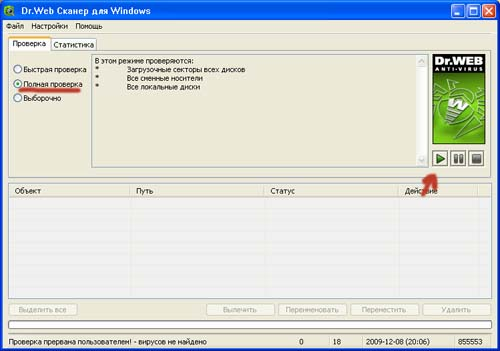 Dr.Web Сканер для Windows
Файл Настройки Помощь
Проверка Статистика
Быстрая проверка
Полная проверка
Выборочно
В этом режиме проверяются:
* Загрузочные секторы всех дисков
* Все сменные носители
* Все локальные диски
Dr.WEB
ANTI-VIRUS
Объект Путь Статус Действие
Выделить все Вылечить Переименовать Переместить Удалить
Проверка прервана пользователем! - вирусов не найдено 0 18 2009-12-08 (20:06) 855553